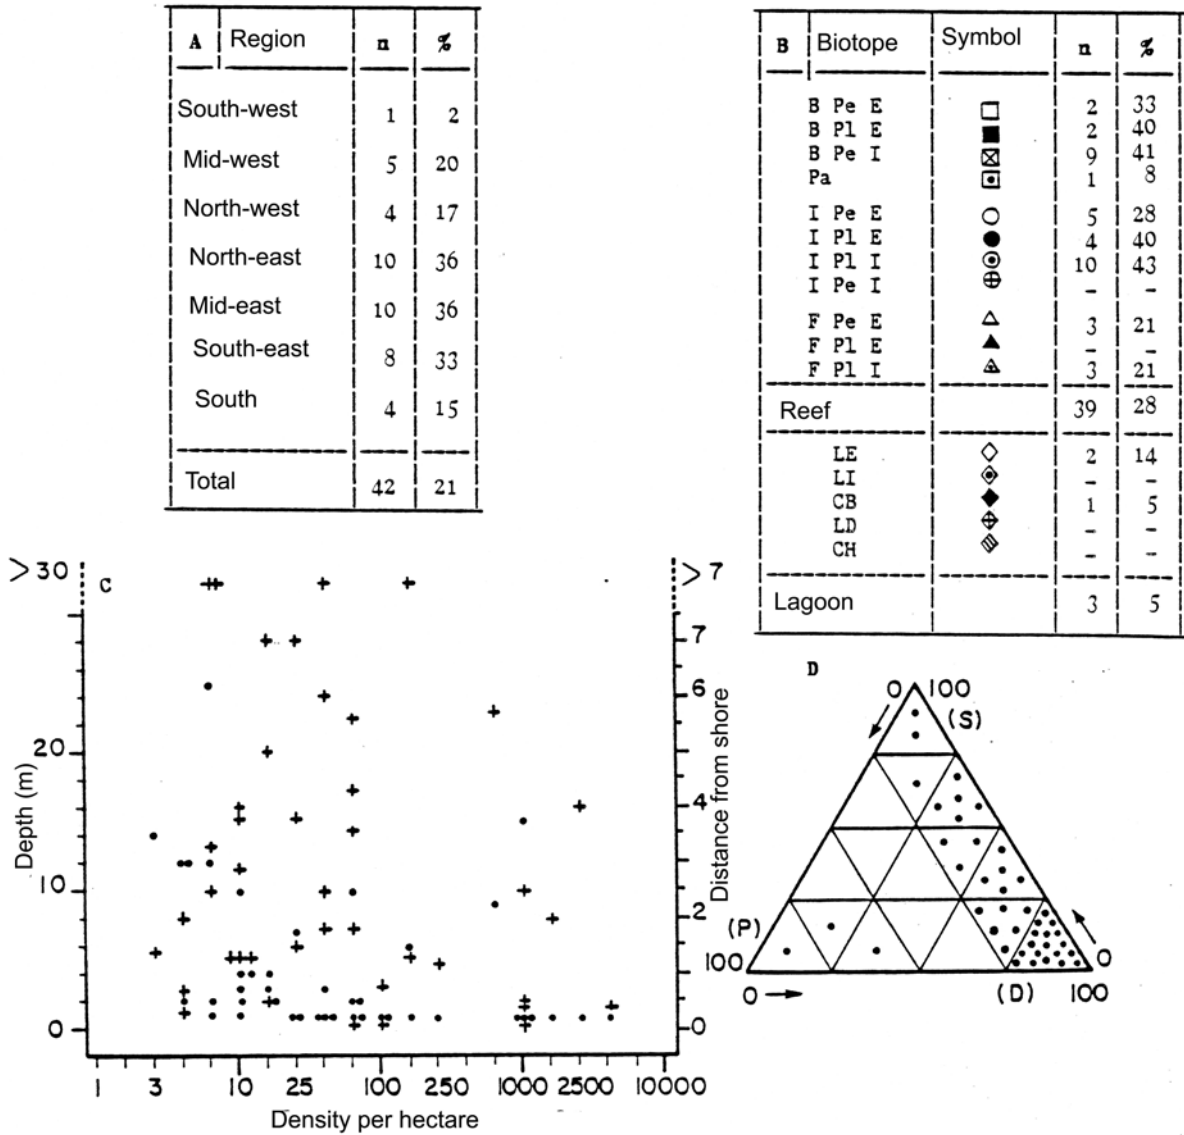 A Region n %
South-west 1 2
Mid-west 5 20
North-west 4 17
North-east 10 36
Mid-east 10 36
South-east 8 33
South 4 15
Total 42 21
B Biotope Symbol n %
B Pe E 2 33
B Pl E 2 40
B Pe I 9 41
Pa 1 8
I Pe E 5 28
I Pl E 4 40
I Pl I 10 43
I Pe I - -
F Pe E 3 21
F Pl E - -
F Pl I 3 21
Reef 39 28
LE 2 14
LI - -
CB 1 5
LD - -
CH - -
Lagoon 3 5
C
Depth (m)
>30
20
10
0
Distance from shore
>7
7
6
4
2
0
1 3 10 25 100 250 1000 2500 10000
Density per hectare
D
0 100
(S)
(P)
100 0
0 (D) 100